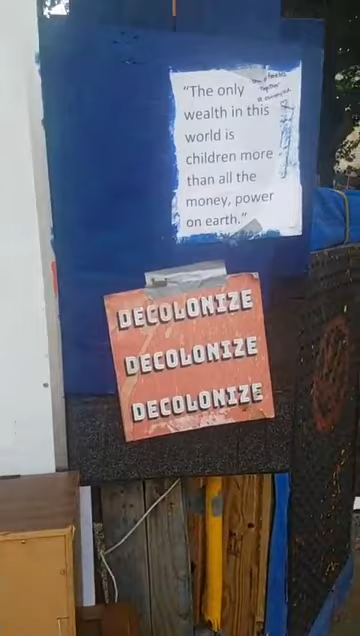 "The only
wealth in this
world is
children more
than all the
money, power
on earth."
DECOLONIZE
DECOLONIZE
DECOLONIZE